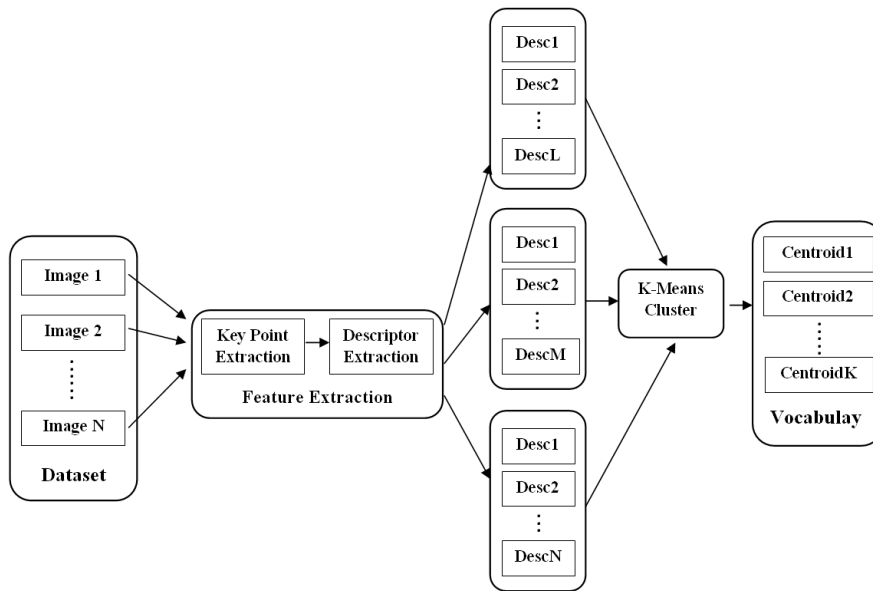 Image 1
Image 2
Image N
Dataset
Key Point
Extraction
Descriptor
Extraction
Feature Extraction
Desc1
Desc2
DescL
Desc1
Desc2
DescM
Desc1
Desc2
DescN
K-Means
Cluster
Centroid1
Centroid2
CentroidK
Vocabulay